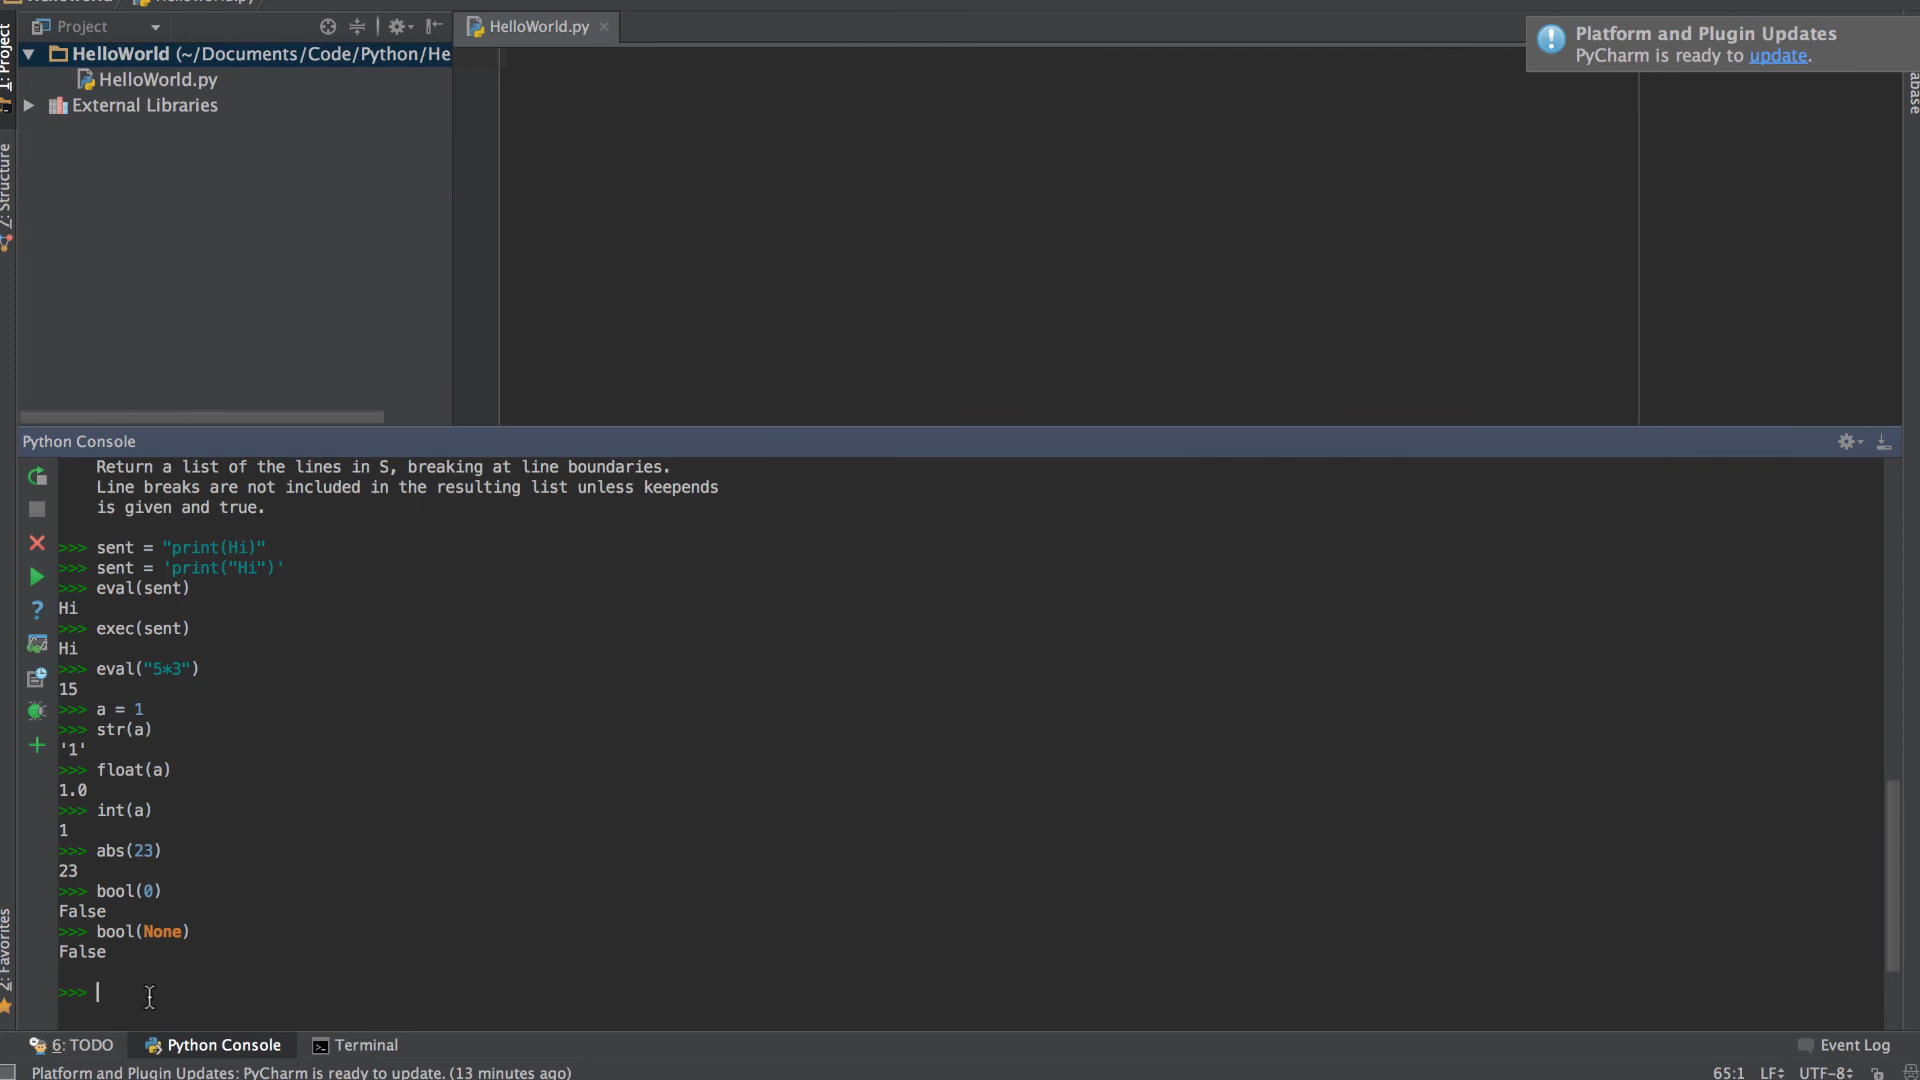 Project
HelloWorld.py
Platform and Plugin Updates
PyCharm is ready to update.
1: Project
HelloWorld (~/Documents/Code/Python/He
HelloWorld.py
External Libraries
Z: Structure
Python Console
Return a list of the lines in S, breaking at line boundaries.
Line breaks are not included in the resulting list unless keepends
is given and true.
>>> sent = "print(Hi)"
>>> sent = 'print("Hi")'
>>> eval(sent)
Hi
>>> exec(sent)
Hi
>>> eval("5*3")
15
>>> a = 1
>>> str(a)
'1'
>>> float(a)
1.0
>>> int(a)
1
>>> abs(23)
23
>>> bool(0)
False
>>> bool(None)
False
>>>
2: Favorites
6: TODO
Python Console
Terminal
Event Log
Platform and Plugin Updates: PyCharm is ready to update. (13 minutes ago)
65:1 LF UTF-8